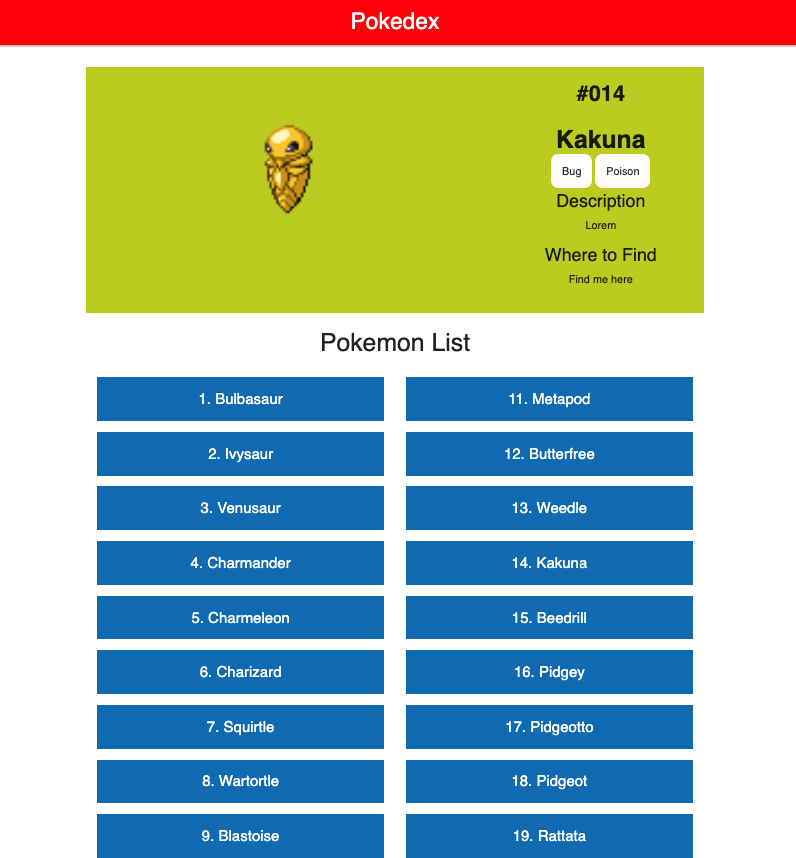 Pokedex
#014
Kakuna
Bug Poison
Description
Lorem
Where to Find
Find me here
Pokemon List
1. Bulbasaur
2. Ivysaur
3. Venusaur
4. Charmander
5. Charmeleon
6. Charizard
7. Squirtle
8. Wartortle
9. Blastoise
11. Metapod
12. Butterfree
13. Weedle
14. Kakuna
15. Beedrill
16. Pidgey
17. Pidgeotto
18. Pidgeot
19. Rattata